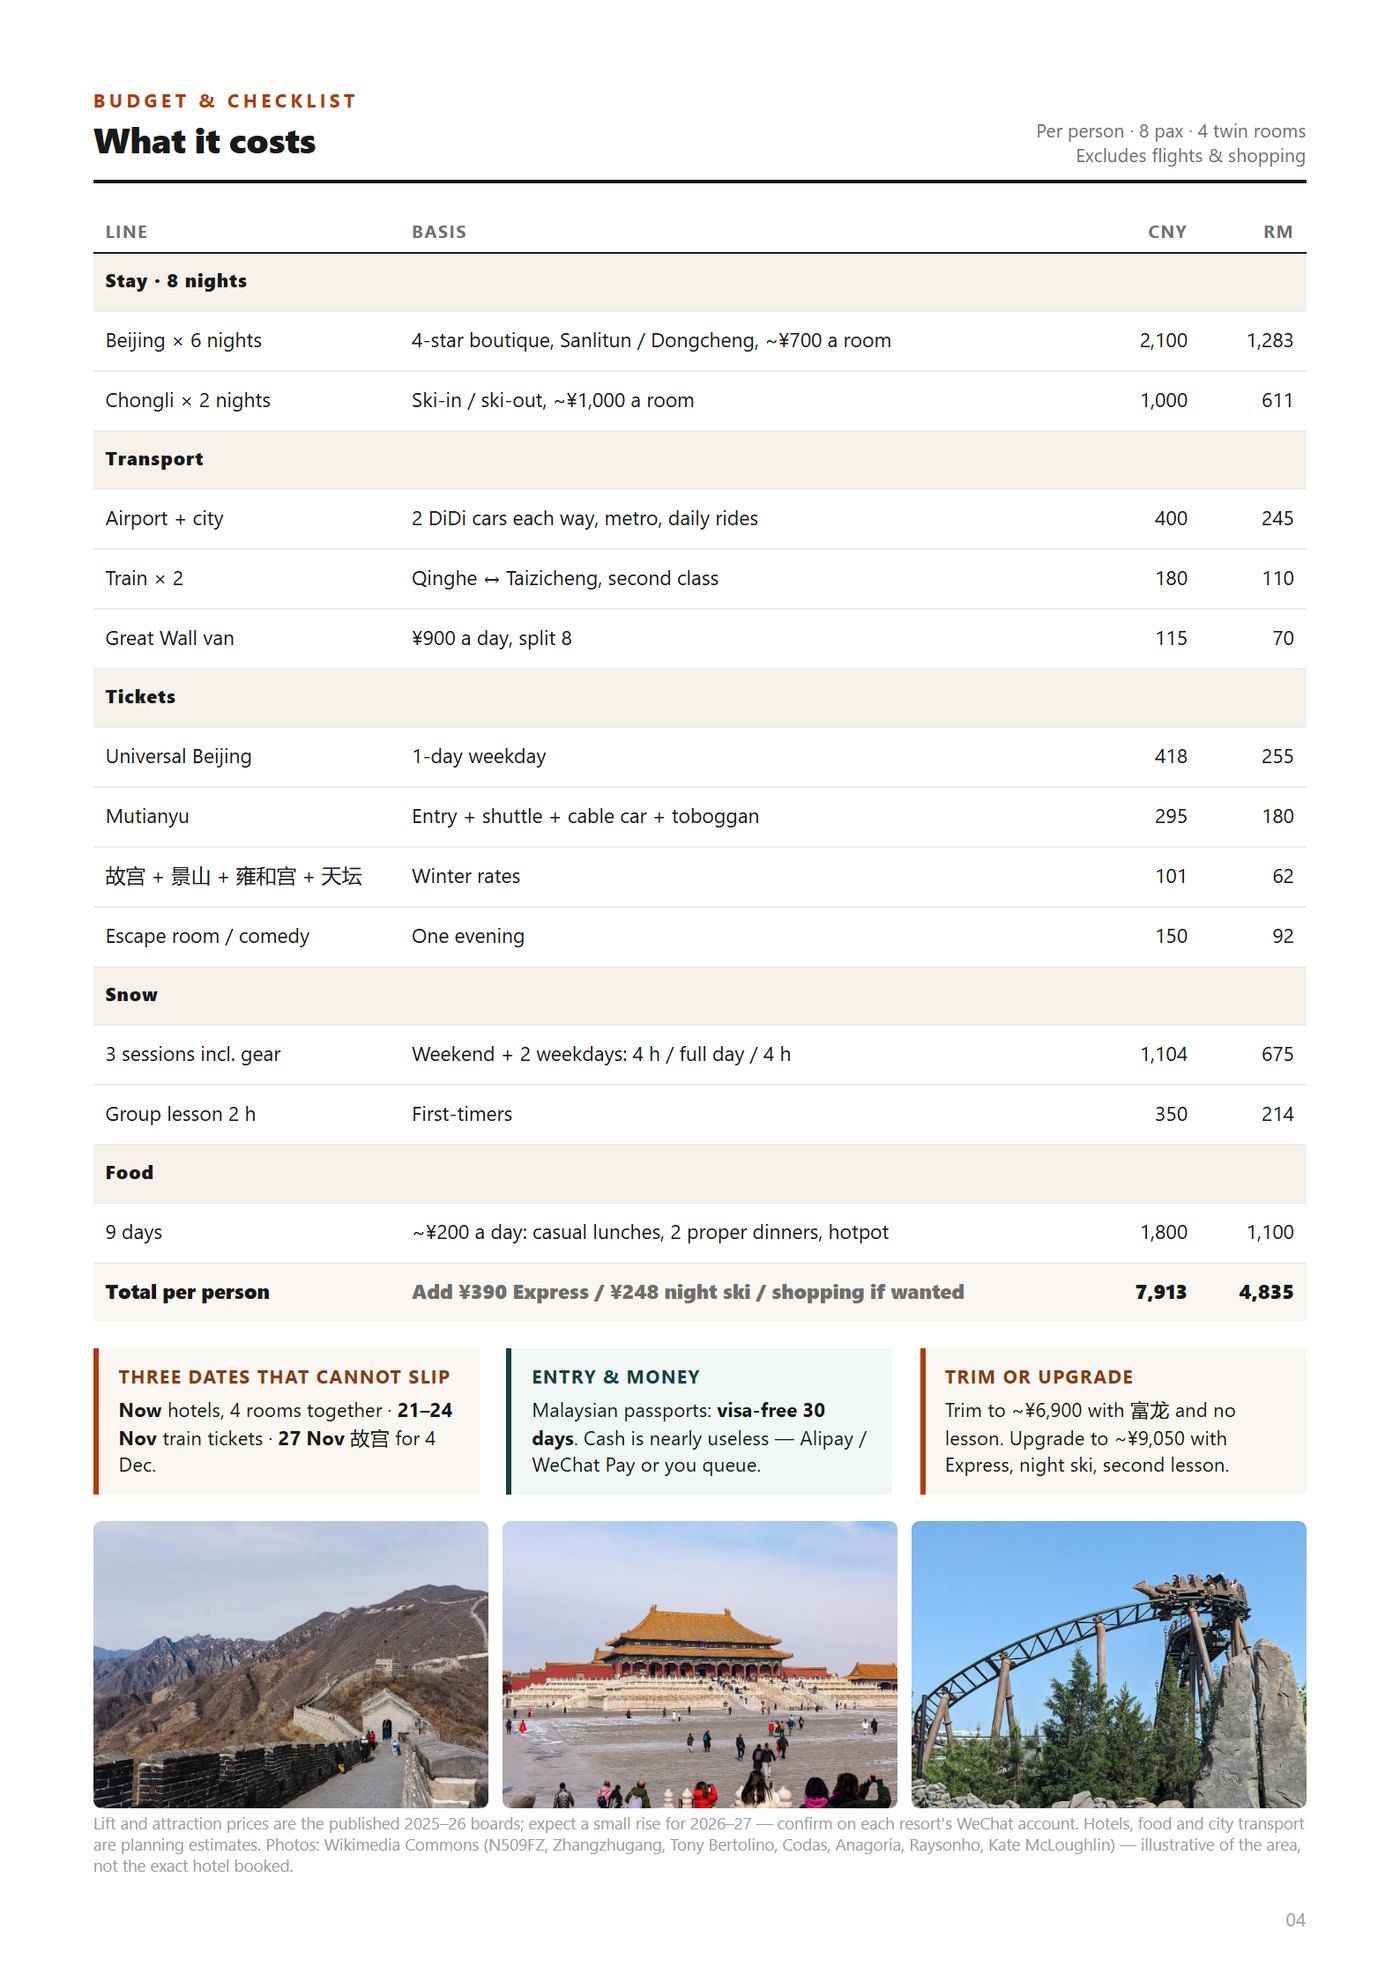 BUDGET & CHECKLIST
What it costs
Per person · 8 pax · 4 twin rooms
Excludes flights & shopping
LINE BASIS CNY RM
Stay · 8 nights
Beijing × 6 nights 4-star boutique, Sanlitun / Dongcheng, ~¥700 a room 2,100 1,283
Chongli × 2 nights Ski-in / ski-out, ~¥1,000 a room 1,000 611
Transport
Airport + city 2 DiDi cars each way, metro, daily rides 400 245
Train × 2 Qinghe ↔ Taizicheng, second class 180 110
Great Wall van ¥900 a day, split 8 115 70
Tickets
Universal Beijing 1-day weekday 418 255
Mutianyu Entry + shuttle + cable car + toboggan 295 180
故宫 + 景山 + 雍和宫 + 天坛 Winter rates 101 62
Escape room / comedy One evening 150 92
Snow
3 sessions incl. gear Weekend + 2 weekdays: 4 h / full day / 4 h 1,104 675
Group lesson 2 h First-timers 350 214
Food
9 days ~¥200 a day: casual lunches, 2 proper dinners, hotpot 1,800 1,100
Total per person Add ¥390 Express / ¥248 night ski / shopping if wanted 7,913 4,835
THREE DATES THAT CANNOT SLIP
Now hotels, 4 rooms together · 21–24
Nov train tickets · 27 Nov 故宫 for 4
Dec.
ENTRY & MONEY
Malaysian passports: visa-free 30
days. Cash is nearly useless — Alipay /
WeChat Pay or you queue.
TRIM OR UPGRADE
Trim to ~¥6,900 with 富龙 and no
lesson. Upgrade to ~¥9,050 with
Express, night ski, second lesson.
Lift and attraction prices are the published 2025–26 boards; expect a small rise for 2026–27 — confirm on each resort's WeChat account. Hotels, food and city transport
are planning estimates. Photos: Wikimedia Commons (N509FZ, Zhangzhugang, Tony Bertolino, Codas, Anagoria, Raysonho, Kate McLoughlin) — illustrative of the area,
not the exact hotel booked.
04